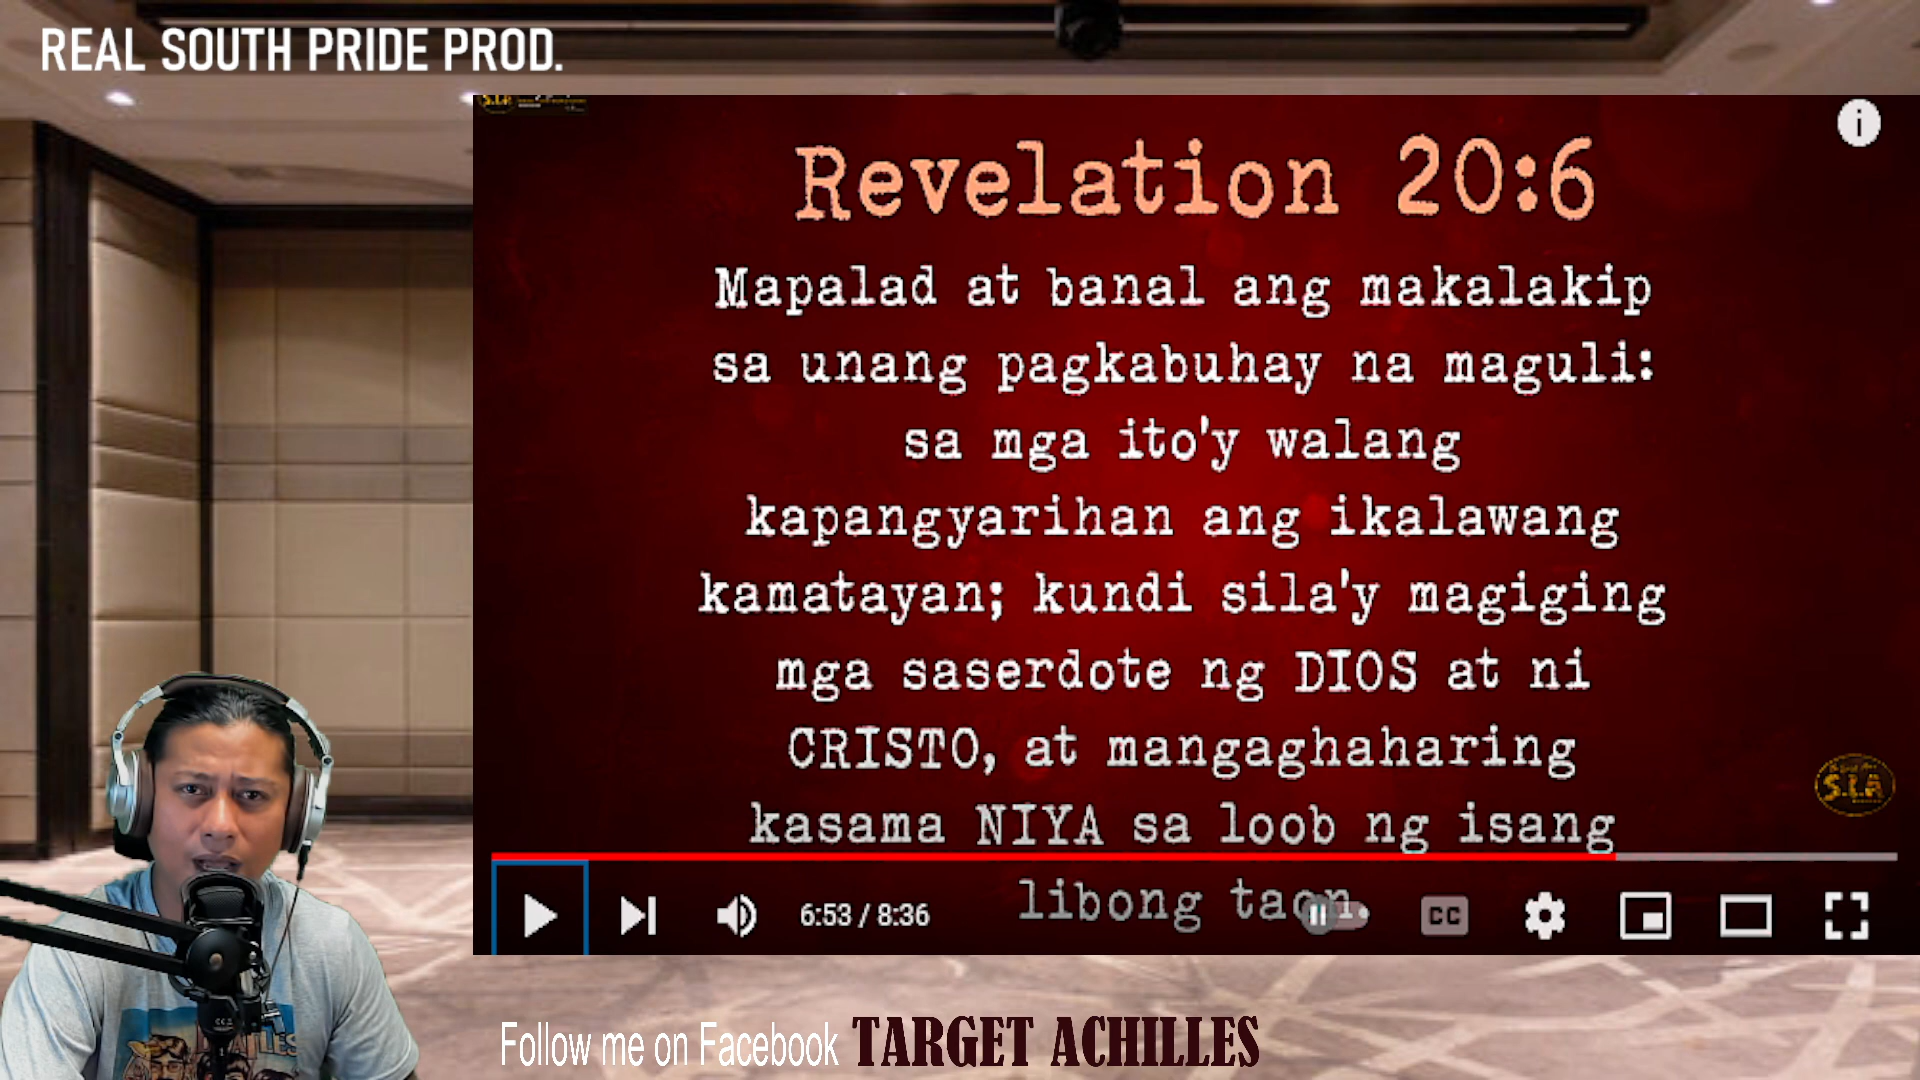 REAL SOUTH PRIDE PROD.
Revelation 20:6
Mapalad at banal ang makalakip
sa unang pagkabuhay na maguli:
sa mga ito'y walang
kapangyarihan ang ikalawang
kamatayan; kundi sila'y magiging
mga saserdote ng DIOS at ni
CRISTO, at mangaghaharing
kasama NIYA sa loob ng isang
libong taon.
S.I.A
6:53 / 8:36
CC
Follow me on Facebook TARGET ACHILLES